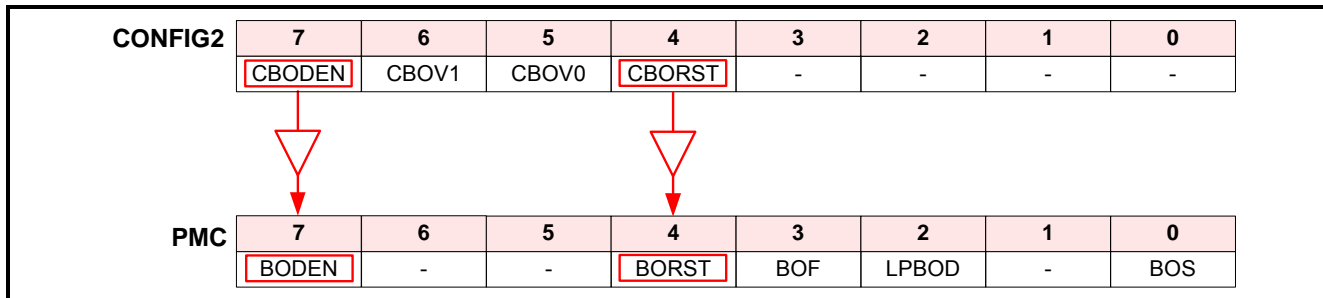 CONFIG2 7 6 5 4 3 2 1 0
CBODEN CBOV1 CBOV0 CBORST - - - -
PMC 7 6 5 4 3 2 1 0
BODEN - - BORST BOF LPBOD - BOS